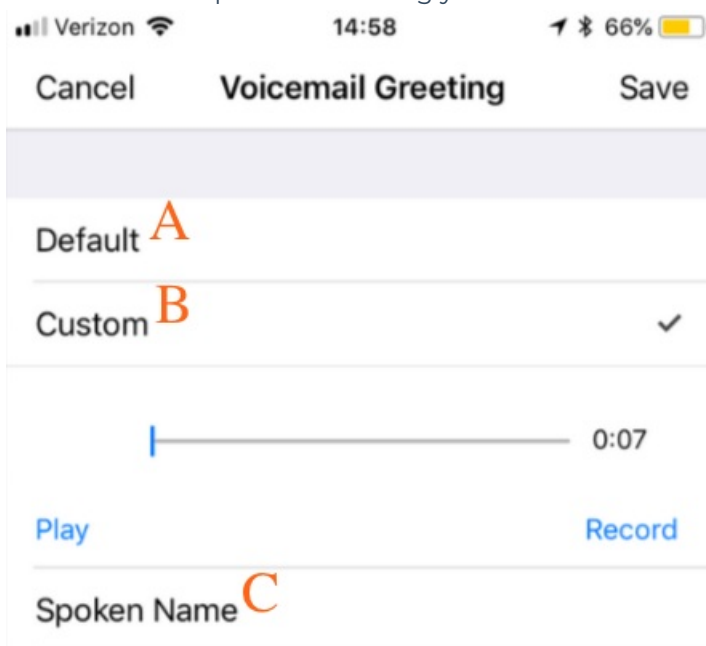 Verizon 14:58 66%
Cancel Voicemail Greeting Save
Default A
Custom B
0:07
Play Record
Spoken Name C